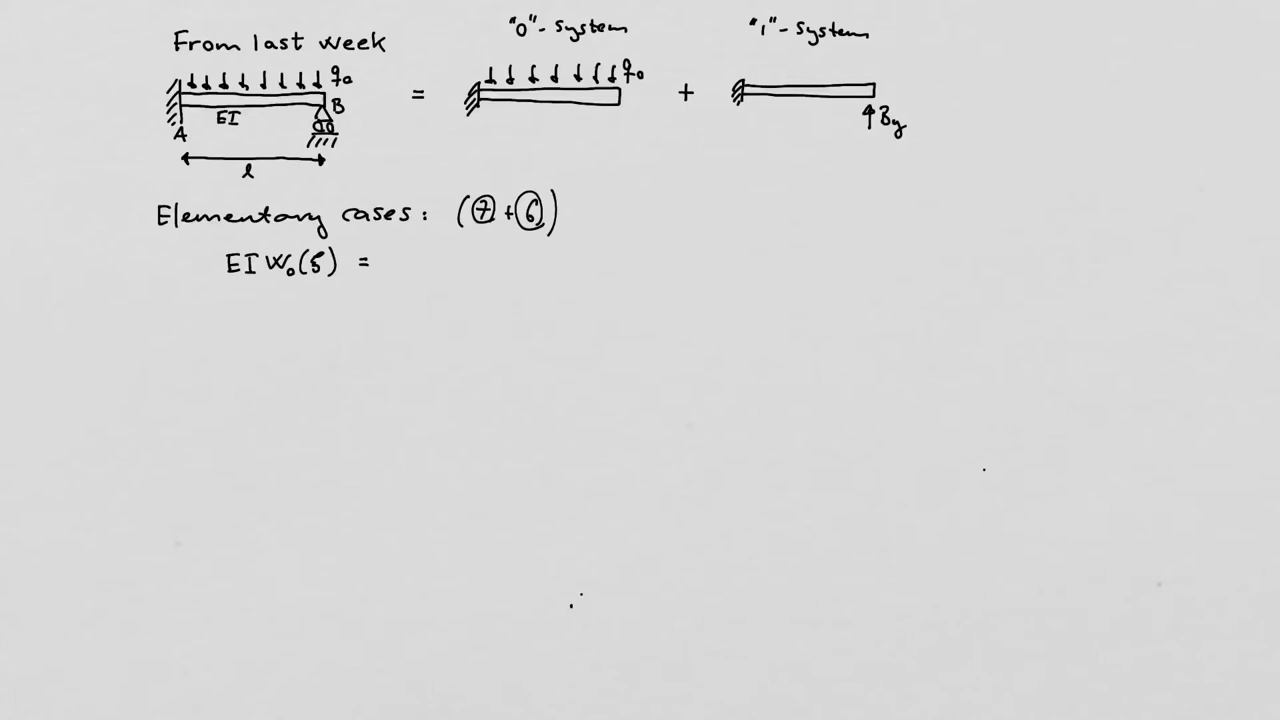 From last week
"0"-System
"1"-System
q₀
=
q₀
+
EI
B
A
B_y
l
Elementary cases: (⑦+⑥)
EI W₀(ξ) =